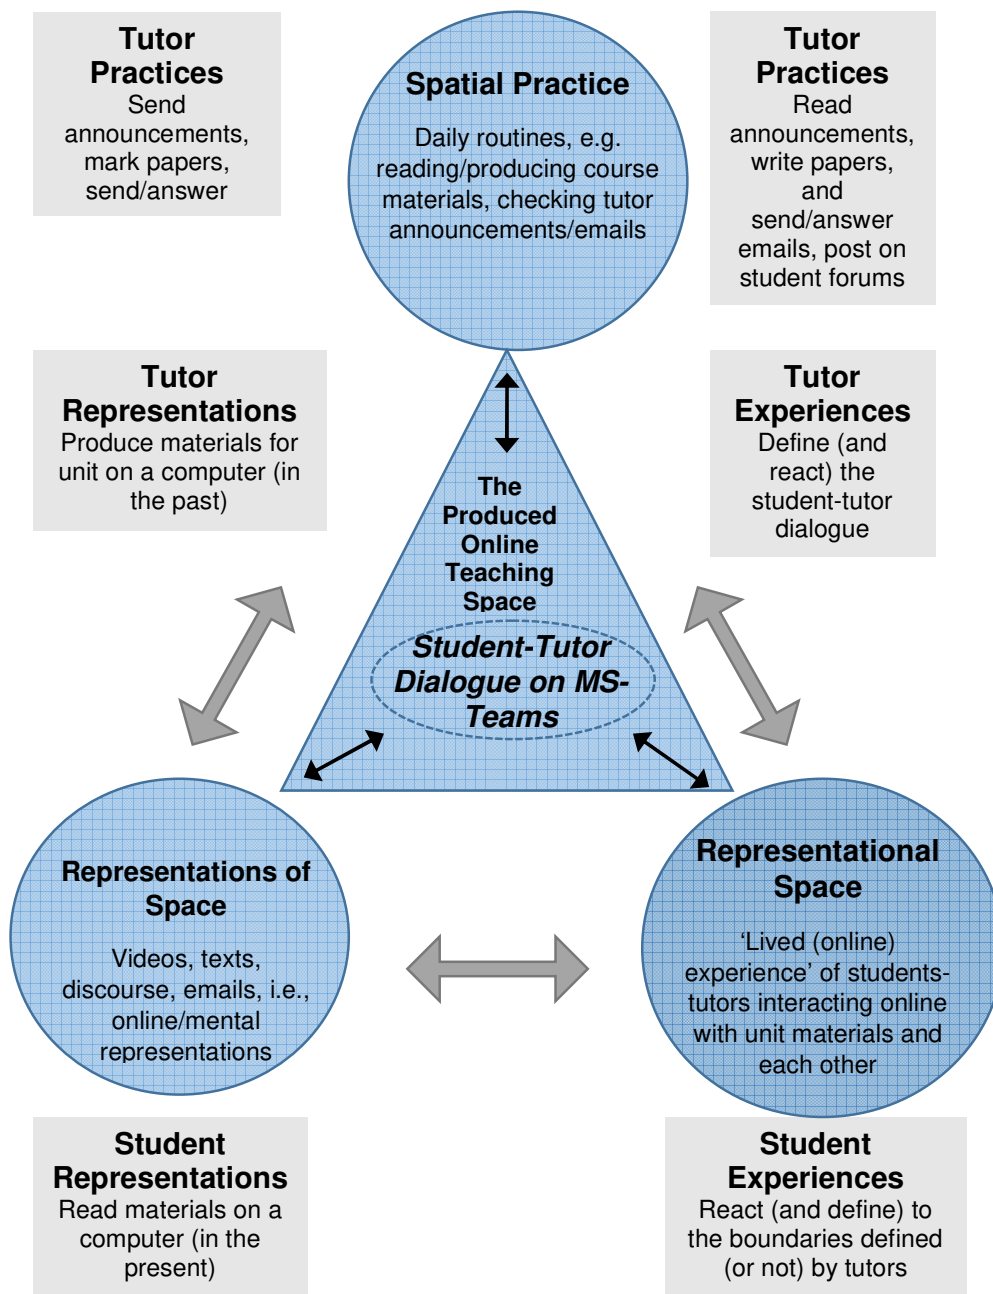 Tutor
Practices
Send
announcements,
mark papers,
send/answer
Spatial Practice
Daily routines, e.g.
reading/producing course
materials, checking tutor
announcements/emails
Tutor
Practices
Read
announcements,
write papers,
and
send/answer
emails, post on
student forums
Tutor
Representations
Produce materials for
unit on a computer (in
the past)
The
Produced
Online
Teaching
Space
Student-Tutor
Dialogue on MS-
Teams
Tutor
Experiences
Define (and
react) the
student-tutor
dialogue
Representations of
Space
Videos, texts,
discourse, emails, i.e.,
online/mental
representations
Representational
Space
‘Lived (online)
experience’ of students-
tutors interacting online
with unit materials and
each other
Student
Representations
Read materials on a
computer (in the
present)
Student
Experiences
React (and define) to
the boundaries defined
(or not) by tutors